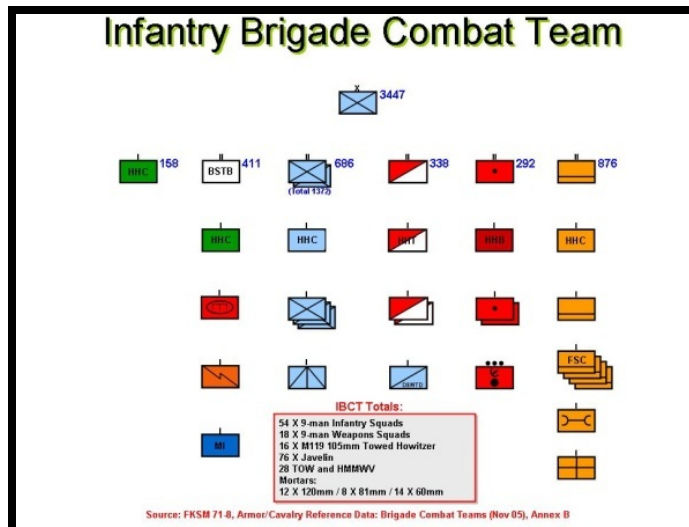 Infantry Brigade Combat Team
X
3447
HHC 158
BSTB 411
686
(Total 1372)
338
292
876
HHC
HHC
HHT
HHB
HHC
FSC
MI
IBCT Totals:
54 X 9-man Infantry Squads
18 X 9-man Weapons Squads
16 X M119 105mm Towed Howitzer
76 X Javelin
28 TOW and HMMWV
Mortars:
12 X 120mm / 8 X 81mm / 14 X 60mm
Source: FKSM 71-8, Armor/Cavalry Reference Data: Brigade Combat Teams (Nov 05), Annex B